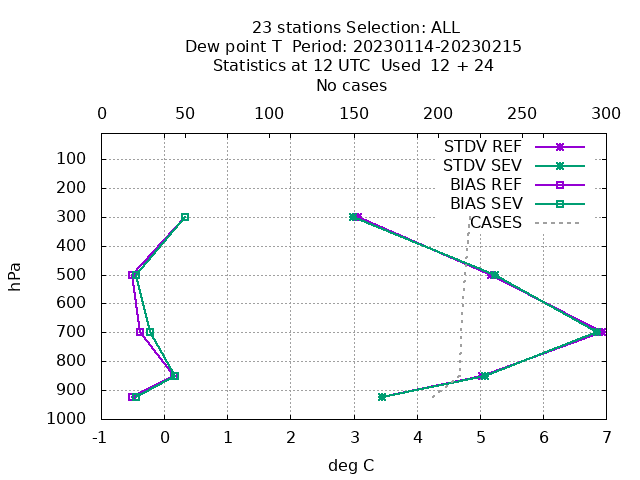 23 stations Selection: ALL
Dew point T  Period: 20230114-20230215
Statistics at 12 UTC  Used  12 + 24
No cases
0 50 100 150 200 250 300
STDV REF
STDV SEV
BIAS REF
BIAS SEV
CASES
hPa
100
200
300
400
500
600
700
800
900
1000
-1 0 1 2 3 4 5 6 7
deg C